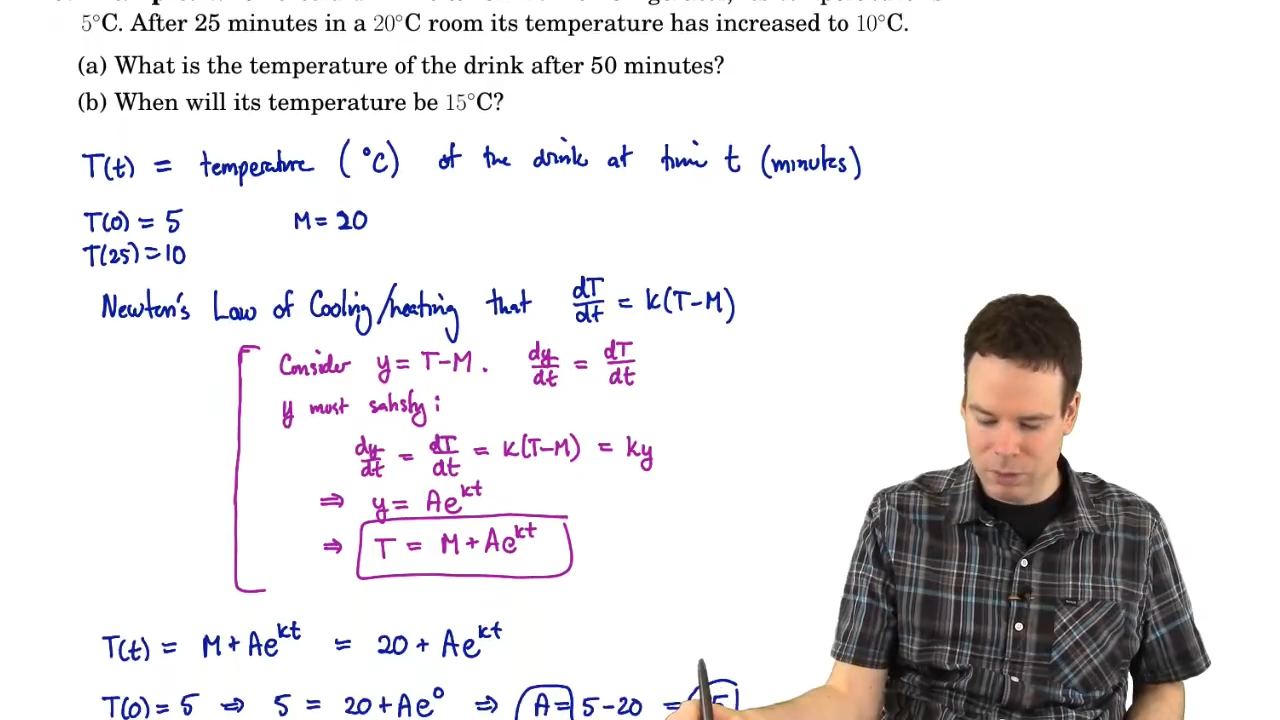 5°C. After 25 minutes in a 20°C room its temperature has increased to 10°C.
(a) What is the temperature of the drink after 50 minutes?
(b) When will its temperature be 15°C?
T(t) = temperature (°C) of the drink at time t (minutes)
T(0) = 5 M = 20
T(25) = 10
Newton's Law of Cooling/heating that dT/dt = k(T-M)
Consider y = T-M. dy/dt = dT/dt
y must satisfy:
dy/dt = dT/dt = k(T-M) = ky
⇒ y = Ae^kt
⇒ T = M + Ae^kt
T(t) = M + Ae^kt = 20 + Ae^kt
T(0) = 5 ⇒ 5 = 20 + Ae^0 ⇒ A = 5-20 =